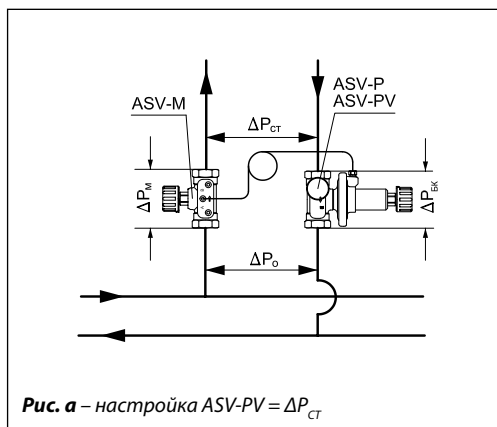 ASV-P
ASV-PV
ASV-M
ΔPст
ΔPм
ΔPБК
ΔPо
Рис. а – настройка ASV-PV = ΔPСТ